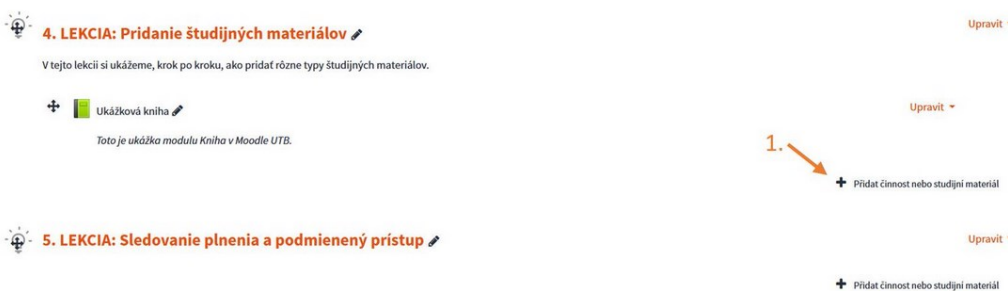 4. LEKCIA: Pridanie študijných materiálov
Upraviť
V tejto lekcii si ukážeme, krok po kroku, ako pridať rôzne typy študijných materiálov.
Ukážková kniha
Upravit
Toto je ukážka modulu Kniha v Moodle UTB.
1.
Přidat činnost nebo studijní materiál
5. LEKCIA: Sledovanie plnenia a podmienený prístup
Upravit
Přidat činnost nebo studijní materiál